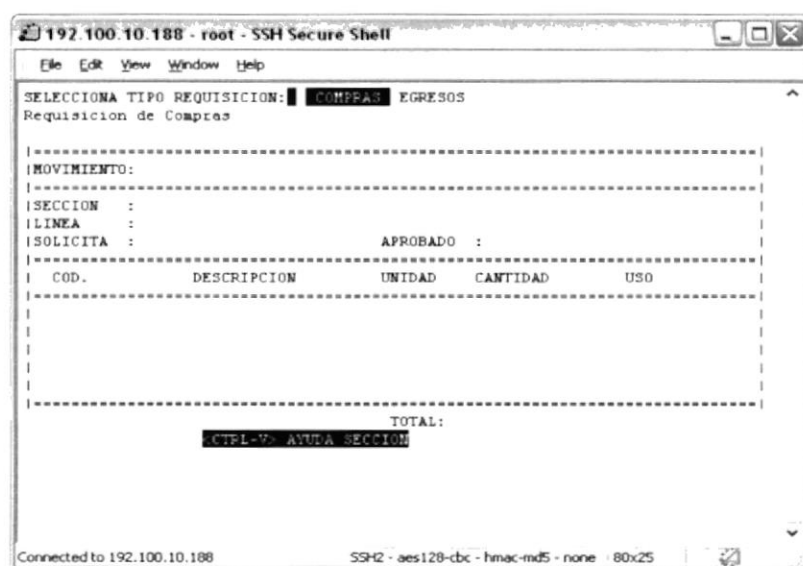 192.100.10.188 - root - SSH Secure Shell
File Edit View Window Help
SELECCIONA TIPO REQUISICION: COMPRAS EGRESOS
Requisicion de Compras
MOVIMIENTO:
SECCION :
LINEA :
SOLICITA : APROBADO :
COD. DESCRIPCION UNIDAD CANTIDAD USO
TOTAL:
<CTRL-V> AYUDA SECCION
Connected to 192.100.10.188 SSH2 - aes128-cbc - hmac-md5 - none 80x25